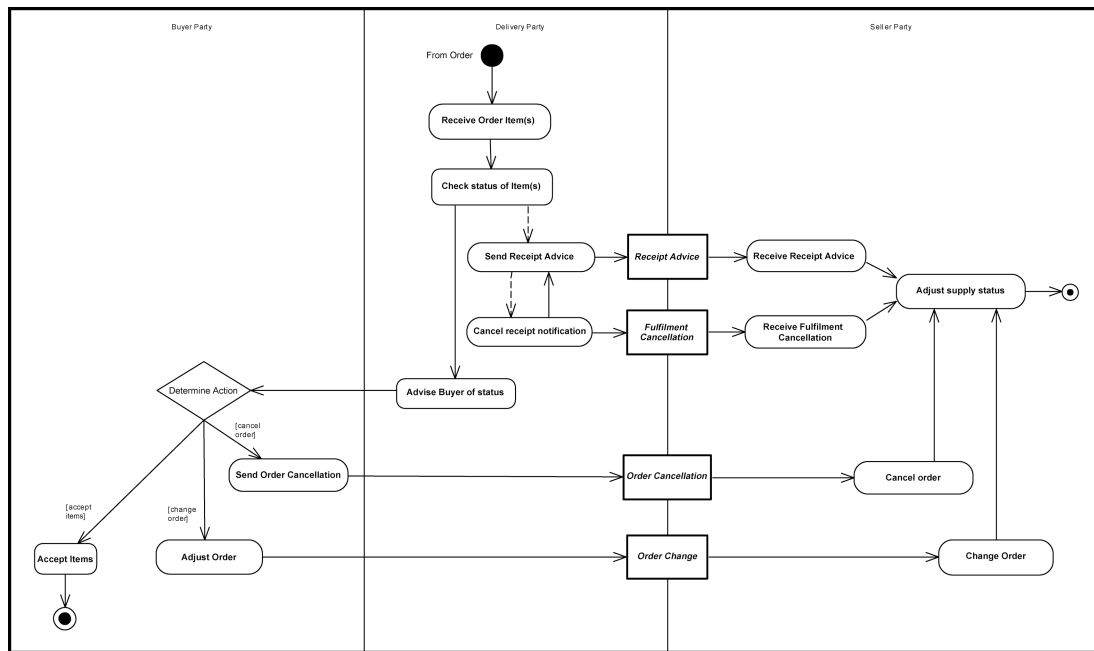 Buyer Party
Delivery Party
Seller Party
From Order
Receive Order Item(s)
Check status of Item(s)
Send Receipt Advice
Receipt Advice
Receive Receipt Advice
Adjust supply status
Cancel receipt notification
Fulfilment
Cancellation
Receive Fulfilment
Cancellation
Determine Action
Advise Buyer of status
[cancel
order]
Send Order Cancellation
Order Cancellation
Cancel order
[accept
items]
[change
order]
Accept Items
Adjust Order
Order Change
Change Order